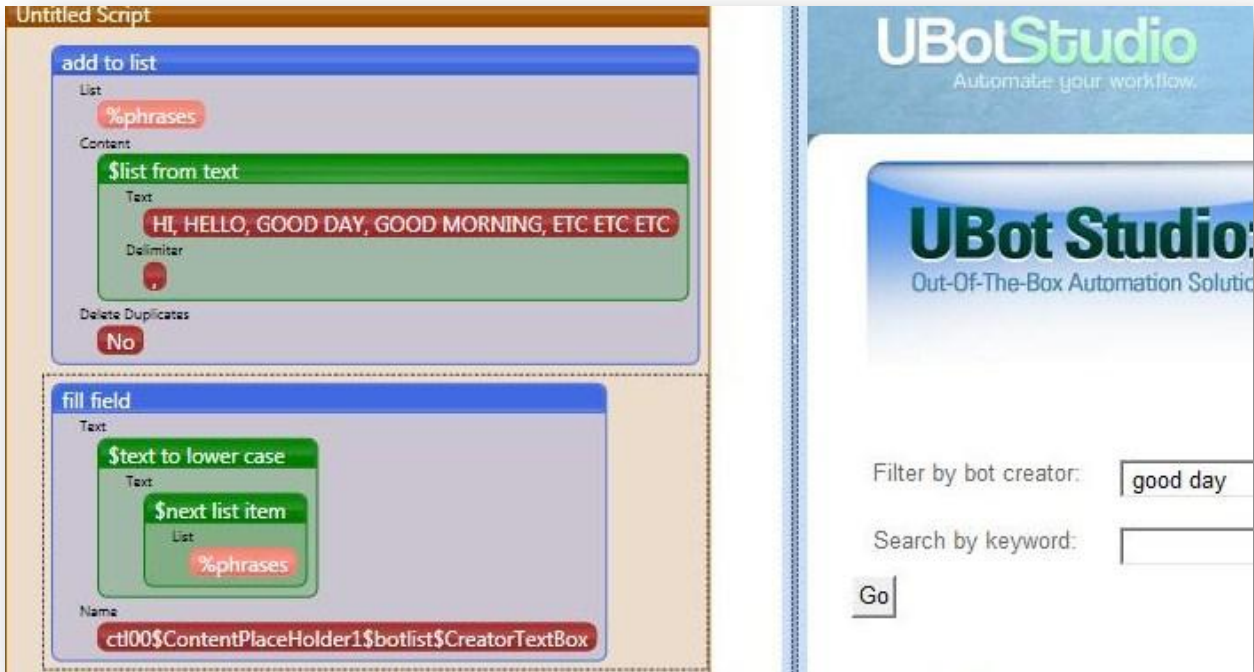 Untitled Script
add to list
List
%phrases
Content
$list from text
Text
HI, HELLO, GOOD DAY, GOOD MORNING, ETC ETC ETC
Delimiter
,
Delete Duplicates
No
fill field
Text
$text to lower case
Text
$next list item
List
%phrases
Name
ctl00$ContentPlaceHolder1$botlist$CreatorTextBox
UBotStudio
Automate your workflow.
UBot Studio:
Out-Of-The-Box Automation Solutio
Filter by bot creator: good day
Search by keyword:
Go